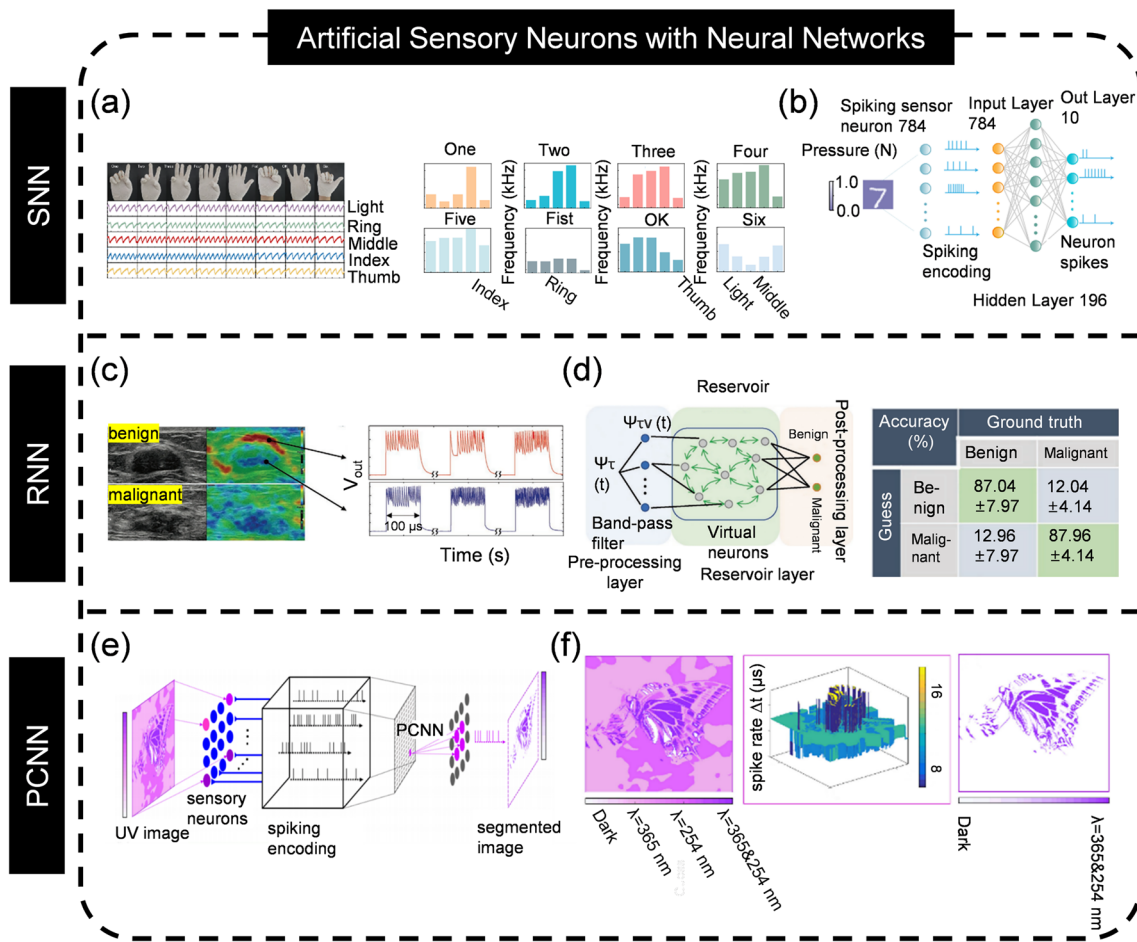 Artificial Sensory Neurons with Neural Networks
SNN
(a)
Light
Ring
Middle
Index
Thumb
One
Two
Three
Four
Frequency (kHz)
Frequency (kHz)
Frequency (kHz)
Five
Fist
OK
Six
Frequency (kHz)
Frequency (kHz)
Frequency (kHz)
Index
Ring
Thumb
Light
Middle
(b)
Spiking sensor
neuron 784
Input Layer
784
Out Layer
10
Pressure (N)
1.0
0.0
Spiking
encoding
Neuron
spikes
Hidden Layer 196
RNN
(c)
benign
malignant
Vout
100 µs
Time (s)
(d)
Reservoir
Ψτv (t)
Ψτ
(t)
Band-pass
filter
Pre-processing
layer
Virtual
neurons
Reservoir layer
Benign
Malignant
Post-processing layer
Accuracy
(%)
Ground truth
Benign
Malignant
Guess
Be-
nign
87.04
±7.97
12.04
±4.14
Malig-
nant
12.96
±7.97
87.96
±4.14
PCNN
(e)
UV image
sensory
neurons
spiking
encoding
PCNN
segmented
image
(f)
Dark
λ=365 nm
λ=254 nm
λ=365&254 nm
spike rate Δt (µs)
16
8
Dark
λ=365&254 nm